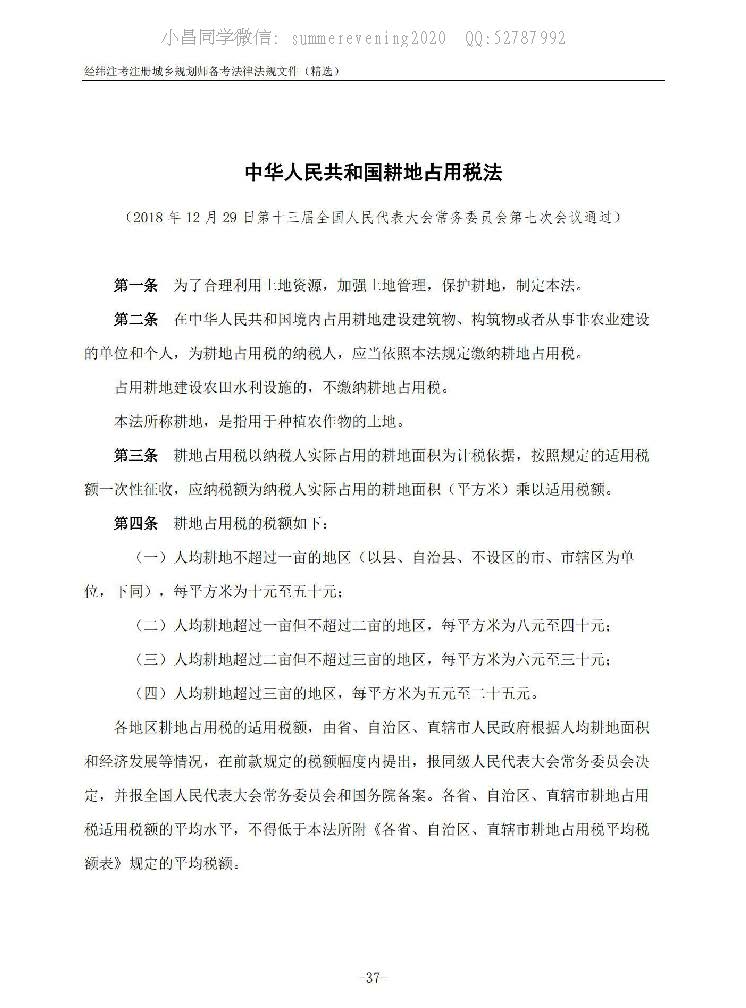 小昌同学微信: summerevening2020 QQ:52787992
经纬注考注册城乡规划师备考法律法规文件（精选）
中华人民共和国耕地占用税法
（2018 年 12 月 29 日第十三届全国人民代表大会常务委员会第七次会议通过）
第一条 为了合理利用土地资源，加强土地管理，保护耕地，制定本法。
第二条 在中华人民共和国境内占用耕地建设建筑物、构筑物或者从事非农业建设
的单位和个人，为耕地占用税的纳税人，应当依照本法规定缴纳耕地占用税。
占用耕地建设农田水利设施的，不缴纳耕地占用税。
本法所称耕地，是指用于种植农作物的土地。
第三条 耕地占用税以纳税人实际占用的耕地面积为计税依据，按照规定的适用税
额一次性征收，应纳税额为纳税人实际占用的耕地面积（平方米）乘以适用税额。
第四条 耕地占用税的税额如下：
（一）人均耕地不超过一亩的地区（以县、自治县、不设区的市、市辖区为单
位，下同），每平方米为十元至五十元；
（二）人均耕地超过一亩但不超过二亩的地区，每平方米为八元至四十元；
（三）人均耕地超过二亩但不超过三亩的地区，每平方米为六元至三十元；
（四）人均耕地超过三亩的地区，每平方米为五元至二十五元。
各地区耕地占用税的适用税额，由省、自治区、直辖市人民政府根据人均耕地面积
和经济发展等情况，在前款规定的税额幅度内提出，报同级人民代表大会常务委员会决
定，并报全国人民代表大会常务委员会和国务院备案。各省、自治区、直辖市耕地占用
税适用税额的平均水平，不得低于本法所附《各省、自治区、直辖市耕地占用税平均税
额表》规定的平均税额。
-37-